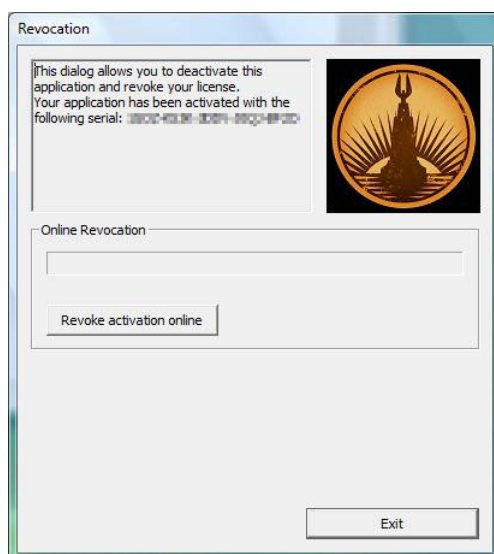 Revocation
This dialog allows you to deactivate this
application and revoke your license.
Your application has been activated with the
following serial:
Online Revocation
Revoke activation online
Exit